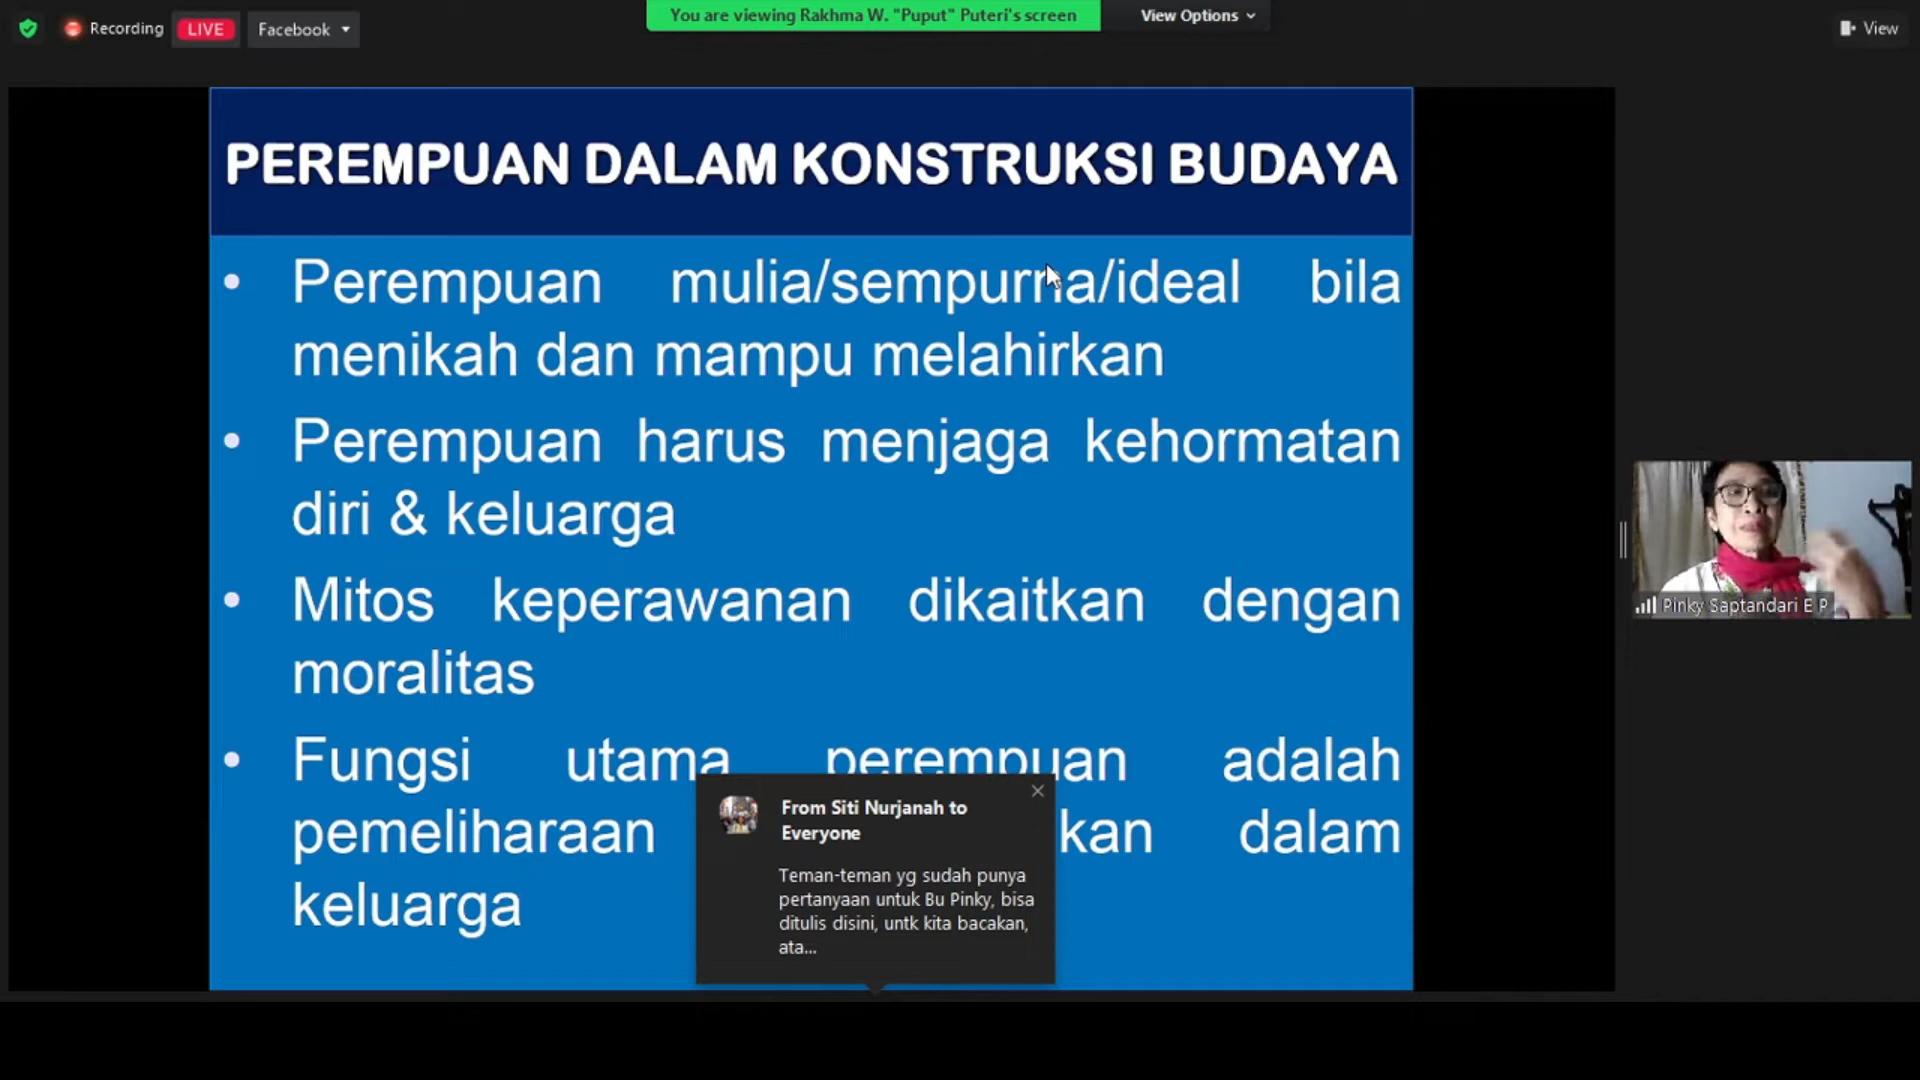 Recording
LIVE
Facebook
You are viewing Rakhma W. "Puput" Puteri's screen
View Options
View
PEREMPUAN DALAM KONSTRUKSI BUDAYA
• Perempuan mulia/sempurna/ideal bila
menikah dan mampu melahirkan
• Perempuan harus menjaga kehormatan
diri & keluarga
• Mitos keperawanan dikaitkan dengan
moralitas
• Fungsi utama perempuan adalah
pemeliharaan kan dalam
keluarga
From Siti Nurjanah to
Everyone
Teman-teman yg sudah punya
pertanyaan untuk Bu Pinky, bisa
ditulis disini, untk kita bacakan,
ata...
Pinky Saptandari E P